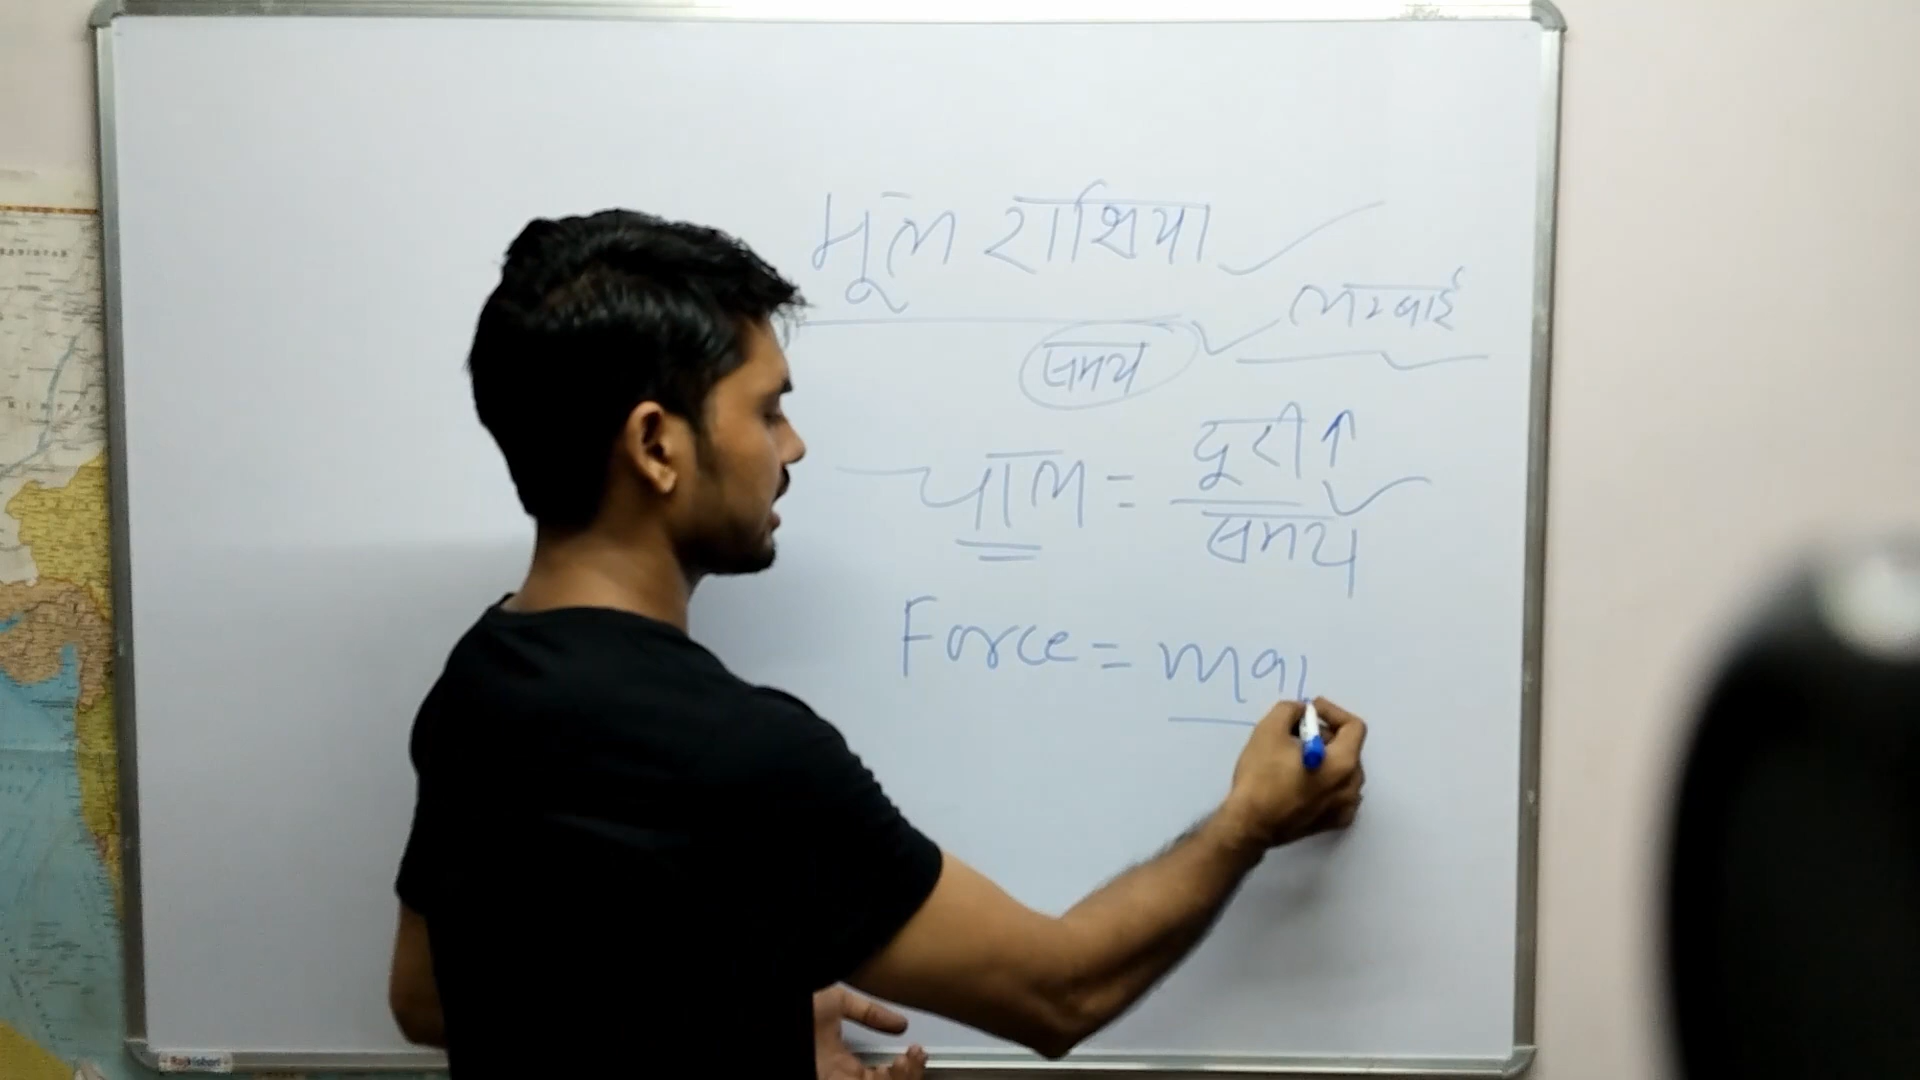 मूल राशिया
लम्बाई
समय
चाल = दूरी
समय
Force = ma